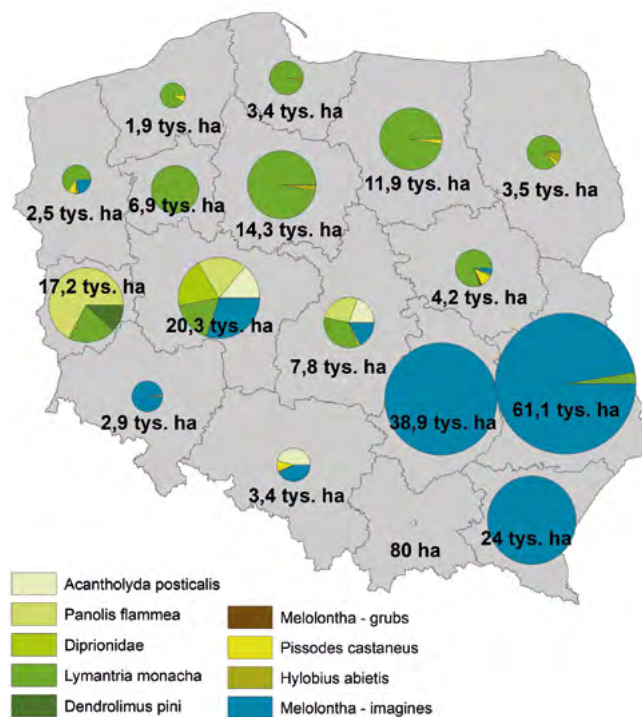 3,4 tys. ha
1,9 tys. ha
11,9 tys. ha
3,5 tys. ha
2,5 tys. ha
6,9 tys. ha
14,3 tys. ha
4,2 tys. ha
17,2 tys. ha
20,3 tys. ha
7,8 tys. ha
38,9 tys. ha
61,1 tys. ha
2,9 tys. ha
3,4 tys. ha
80 ha
24 tys. ha
Acantholyda posticalis
Panolis flammea
Diprionidae
Lymantria monacha
Dendrolimus pini
Melolontha - grubs
Pissodes castaneus
Hylobius abietis
Melolontha - imagines